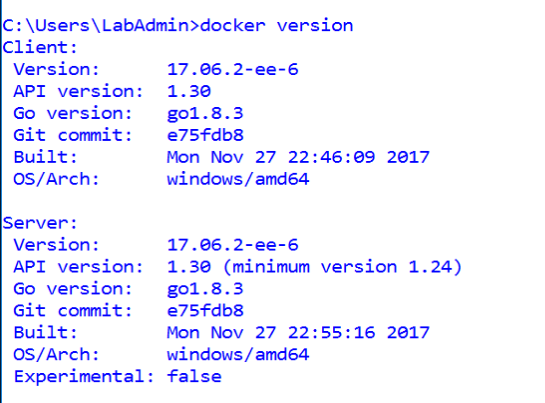 C:\Users\LabAdmin>docker version
Client:
 Version:      17.06.2-ee-6
 API version:  1.30
 Go version:   go1.8.3
 Git commit:   e75fdb8
 Built:        Mon Nov 27 22:46:09 2017
 OS/Arch:      windows/amd64

Server:
 Version:      17.06.2-ee-6
 API version:  1.30 (minimum version 1.24)
 Go version:   go1.8.3
 Git commit:   e75fdb8
 Built:        Mon Nov 27 22:55:16 2017
 OS/Arch:      windows/amd64
 Experimental: false